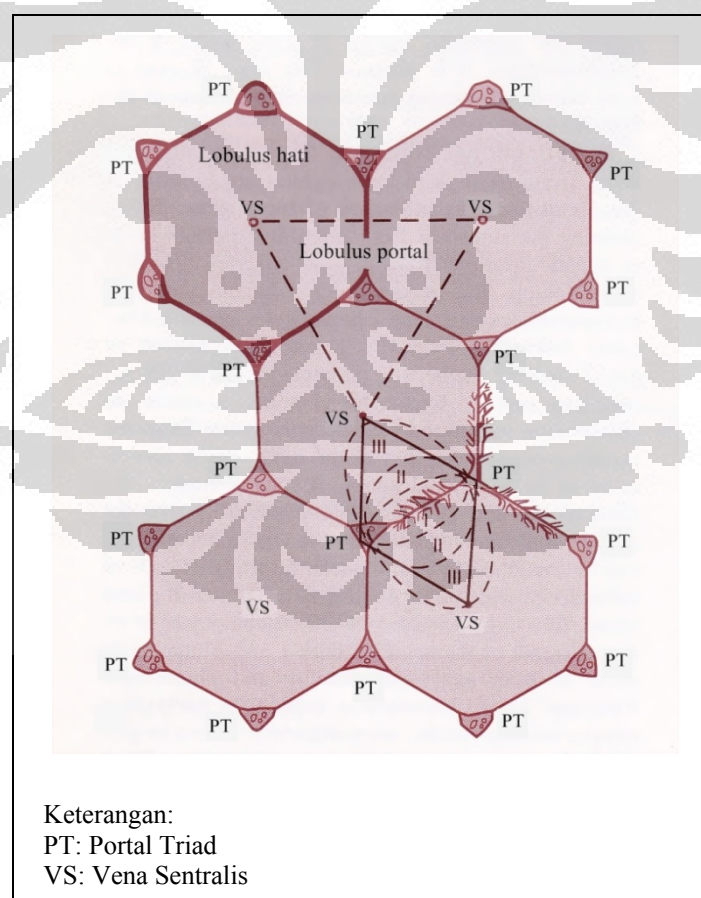 PT
PT
PT
PT
Lobulus hati
PT
VS
VS
Lobulus portal
PT
PT
PT
PT
VS
III
II
PT
PT
I
PT
PT
II
III
VS
VS
PT
PT
PT
PT
PT
Keterangan:
PT: Portal Triad
VS: Vena Sentralis